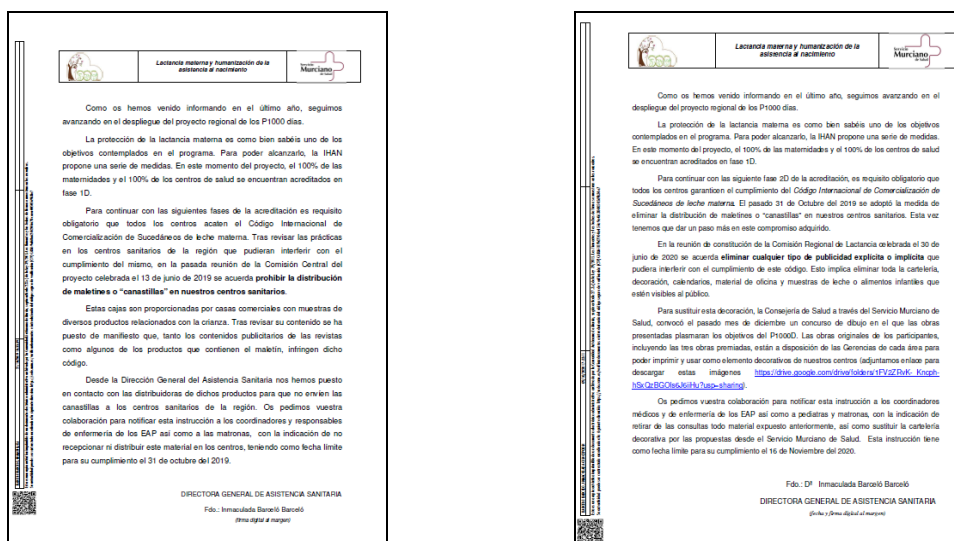 Lactancia materna y humanización de la
asistencia al nacimiento
Servicio
Murciano
de Salud
Como os hemos venido informando en el último año, seguimos
avanzando en el despliegue del proyecto regional de los P1000 días.
La protección de la lactancia materna es como bien sabéis uno de los
objetivos contemplados en el programa. Para poder alcanzarlo, la IHAN
propone una serie de medidas. En este momento del proyecto, el 100% de las
maternidades y el 100% de los centros de salud se encuentran acreditados en
fase 1D.
Para continuar con las siguientes fases de la acreditación es requisito
obligatorio que todos los centros acaten el Código Internacional de
Comercialización de Sucedáneos de leche materna. Tras revisar las prácticas
en los centros sanitarios de la región que pudieran interferir con el
cumplimiento del mismo, en la pasada reunión de la Comisión Central del
proyecto celebrada el 13 de junio de 2019 se acuerda prohibir la distribución
de maletines o “canastillas” en nuestros centros sanitarios.
Estas cajas son proporcionadas por casas comerciales con muestras de
diversos productos relacionados con la crianza. Tras revisar su contenido se ha
puesto de manifiesto que, tanto los contenidos publicitarios de las revistas
como algunos de los productos que contienen el maletín, infringen dicho
código.
Desde la Dirección General del Asistencia Sanitaria nos hemos puesto
en contacto con las distribuidoras de dichos productos para que no envíen las
canastillas a los centros sanitarios de la región. Os pedimos vuestra
colaboración para notificar esta instrucción a los coordinadores y responsables
de enfermería de los EAP así como a las matronas, con la indicación de no
recepcionar ni distribuir este material en los centros, teniendo como fecha límite
para su cumplimiento el 31 de octubre del 2019.
DIRECTORA GENERAL DE ASISTENCIA SANITARIA
Fdo.: Inmaculada Barceló Barceló
(firma digital al margen)
Lactancia materna y humanización de la
asistencia al nacimiento
Servicio
Murciano
de Salud
Como os hemos venido informando en el último año, seguimos avanzando en el
despliegue del proyecto regional de los P1000 días.
La protección de la lactancia materna es como bien sabéis uno de los objetivos
contemplados en el programa. Para poder alcanzarlo, la IHAN propone una serie de medidas.
En este momento del proyecto, el 100% de las maternidades y el 100% de los centros de salud
se encuentran acreditados en fase 1D.
Para continuar con las siguiente fase 2D de la acreditación, es requisito obligatorio que
todos los centros garanticen el cumplimiento del Código Internacional de Comercialización de
Sucedáneos de leche materna. El pasado 31 de Octubre del 2019 se adoptó la medida de
eliminar la distribución de maletines o “canastillas” en nuestros centros sanitarios. Esta vez
tenemos que dar un paso más en este compromiso adquirido.
En la reunión de constitución de la Comisión Regional de Lactancia celebrada el 30 de
junio de 2020 se acuerda eliminar cualquier tipo de publicidad explícita o implícita que
pudiera interferir con el cumplimiento de este código. Esto implica eliminar toda la cartelería,
decoración, calendarios, material de oficina y muestras de leche o alimentos infantiles que
estén visibles al público.
Para sustituir esta decoración, la Consejería de Salud a través del Servicio Murciano de
Salud, convocó el pasado mes de diciembre un concurso de dibujo en el que las obras
presentadas plasmaran los objetivos del P1000D. Las obras originales de los participantes,
incluyendo las tres obras premiadas, están a disposición de las Gerencias de cada área para
poder imprimir y usar como elemento decorativos de nuestros centros (adjuntamos enlace para
descargar estas imágenes
Os pedimos vuestra colaboración para notificar esta instrucción a los coordinadores
médicos y de enfermería de los EAP así como a pediatras y matronas, con la indicación de
retirar de las consultas todo material expuesto anteriormente, así como sustituir la cartelería
decorativa por las propuestas desde el Servicio Murciano de Salud. Esta instrucción tiene
como fecha límite para su cumplimiento el 16 de Noviembre del 2020.
Fdo.: Dª Inmaculada Barceló Barceló
DIRECTORA GENERAL DE ASISTENCIA SANITARIA
(fecha y firma digital al margen)